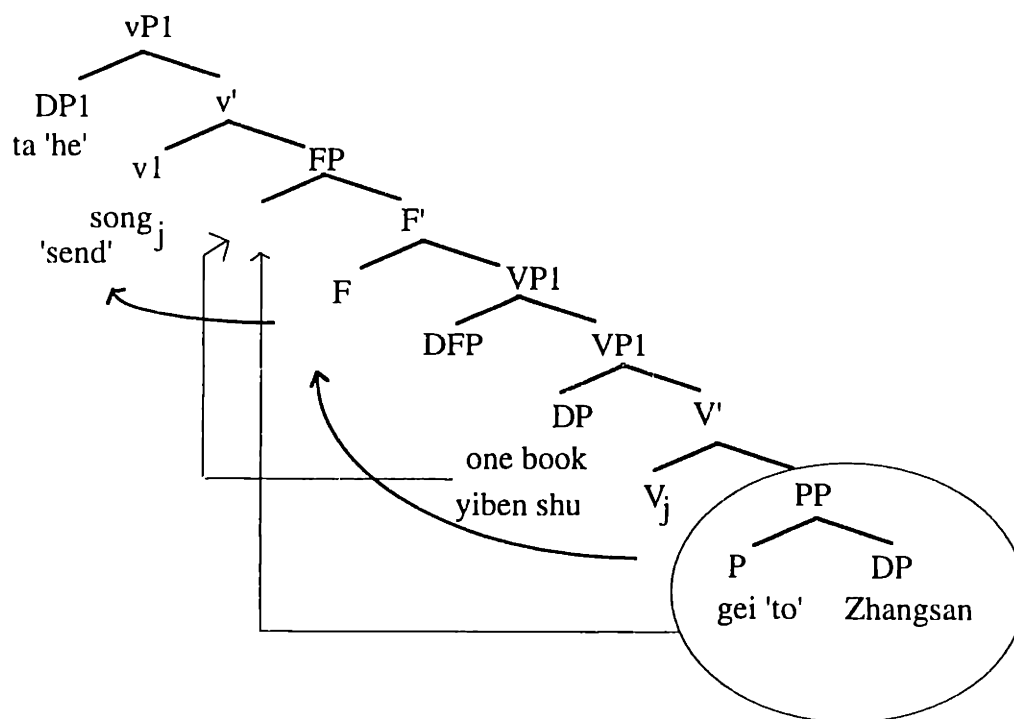 vP1
DP1 v'
ta 'he'
v1 FP
song j F'
'send'
F VP1
DFP VP1
DP V'
one book
yiben shu V j PP
P DP
gei 'to' Zhangsan